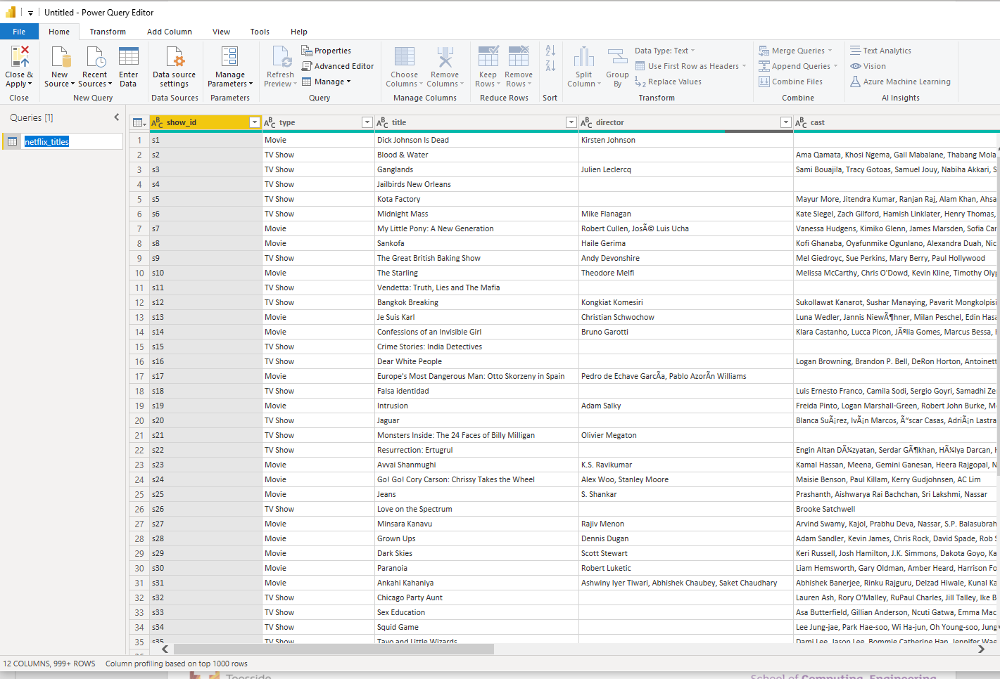 Untitled - Power Query Editor
File Home Transform Add Column View Tools Help
Close & Apply
New Source
Recent Sources
Enter Data
Data source settings
Manage Parameters
Refresh Preview
Properties
Advanced Editor
Manage
Choose Columns
Remove Columns
Keep Rows
Remove Rows
Split Column
Group By
Data Type: Text
Use First Row as Headers
Replace Values
Merge Queries
Append Queries
Combine Files
Text Analytics
Vision
Azure Machine Learning
Close New Query Data Sources Parameters Query Manage Columns Reduce Rows Sort Transform Combine AI Insights
Queries [1]
netflix_titles
show_id type title director cast
1 s1 Movie Dick Johnson Is Dead Kirsten Johnson
2 s2 TV Show Blood & Water Ama Qamata, Khosi Ngema, Gail Mabalane, Thabang Mola
3 s3 TV Show Ganglands Julien Leclercq Sami Bouajila, Tracy Gotoas, Samuel Jouy, Nabiha Akkari, S
4 s4 TV Show Jailbirds New Orleans
5 s5 TV Show Kota Factory Mayur More, Jitendra Kumar, Ranjan Raj, Alam Khan, Ahsa
6 s6 TV Show Midnight Mass Mike Flanagan Kate Siegel, Zach Gilford, Hamish Linklater, Henry Thomas,
7 s7 Movie My Little Pony: A New Generation Robert Cullen, JosÃ© Luis Ucha Vanessa Hudgens, Kimiko Glenn, James Marsden, Sofia Car
8 s8 Movie Sankofa Haile Gerima Kofi Ghanaba, Oyafunmike Ogunlano, Alexandra Duah, Nic
9 s9 TV Show The Great British Baking Show Andy Devonshire Mel Giedroyc, Sue Perkins, Mary Berry, Paul Hollywood
10 s10 Movie The Starling Theodore Melfi Melissa McCarthy, Chris O'Dowd, Kevin Kline, Timothy Olyp
11 s11 TV Show Vendetta: Truth, Lies and The Mafia
12 s12 TV Show Bangkok Breaking Kongkiat Komesiri Sukollawat Kanarot, Sushar Manaying, Pavarit Mongkolpisi
13 s13 Movie Je Suis Karl Christian Schwochow Luna Wedler, Jannis NiewÃ¶hner, Milan Peschel, Edin Hasa
14 s14 Movie Confessions of an Invisible Girl Bruno Garotti Klara Castanho, Lucca Picon, JÃºlia Gomes, Marcus Bessa,
15 s15 TV Show Crime Stories: India Detectives
16 s16 TV Show Dear White People Logan Browning, Brandon P. Bell, DeRon Horton, Antoinett
17 s17 Movie Europe's Most Dangerous Man: Otto Skorzeny in Spain Pedro de Echave GarcÃ­a, Pablo AzorÃ­n Williams
18 s18 TV Show Falsa identidad Luis Ernesto Franco, Camila Sodi, Sergio Goyri, Samadhi Ze
19 s19 Movie Intrusion Adam Salky Freida Pinto, Logan Marshall-Green, Robert John Burke, M
20 s20 TV Show Jaguar Blanca SuÃ¡rez, IvÃ¡n Marcos, Ã“scar Casas, AdriÃ¡n Lastra
21 s21 TV Show Monsters Inside: The 24 Faces of Billy Milligan Olivier Megaton
22 s22 TV Show Resurrection: Ertugrul Engin Altan DÃ¼zyatan, Serdar GÃ¶khan, HÃ¼lya Darcan,
23 s23 Movie Avvai Shanmughi K.S. Ravikumar Kamal Hassan, Meena, Gemini Ganesan, Heera Rajgopal, N
24 s24 Movie Go! Go! Cory Carson: Chrissy Takes the Wheel Alex Woo, Stanley Moore Maisie Benson, Paul Killam, Kerry Gudjohnsen, AC Lim
25 s25 Movie Jeans S. Shankar Prashanth, Aishwarya Rai Bachchan, Sri Lakshmi, Nassar
26 s26 TV Show Love on the Spectrum Brooke Satchwell
27 s27 Movie Minsara Kanavu Rajiv Menon Arvind Swamy, Kajol, Prabhu Deva, Nassar, S.P. Balasubrah
28 s28 Movie Grown Ups Dennis Dugan Adam Sandler, Kevin James, Chris Rock, David Spade, Rob S
29 s29 Movie Dark Skies Scott Stewart Keri Russell, Josh Hamilton, J.K. Simmons, Dakota Goyo, Ka
30 s30 Movie Paranoia Robert Luketic Liam Hemsworth, Gary Oldman, Amber Heard, Harrison Fo
31 s31 Movie Ankahi Kahaniya Ashwiny Iyer Tiwari, Abhishek Chaubey, Saket Chaudhary Abhishek Banerjee, Rinku Rajguru, Delzad Hiwale, Kunal Ka
32 s32 TV Show Chicago Party Aunt Lauren Ash, Rory O'Malley, RuPaul Charles, Jill Talley, Ike B
33 s33 TV Show Sex Education Asa Butterfield, Gillian Anderson, Ncuti Gatwa, Emma Mac
34 s34 TV Show Squid Game Lee Jung-jae, Park Hae-soo, Wi Ha-jun, Oh Young-soo, Jung
35 s35 TV Show Tayo and Little Wizards Dami Lee, Jason Lee, Bommie Catherine Han, Jennifer Wae
12 COLUMNS, 999+ ROWS Column profiling based on top 1000 rows
Teesside School of Computing, Engineering